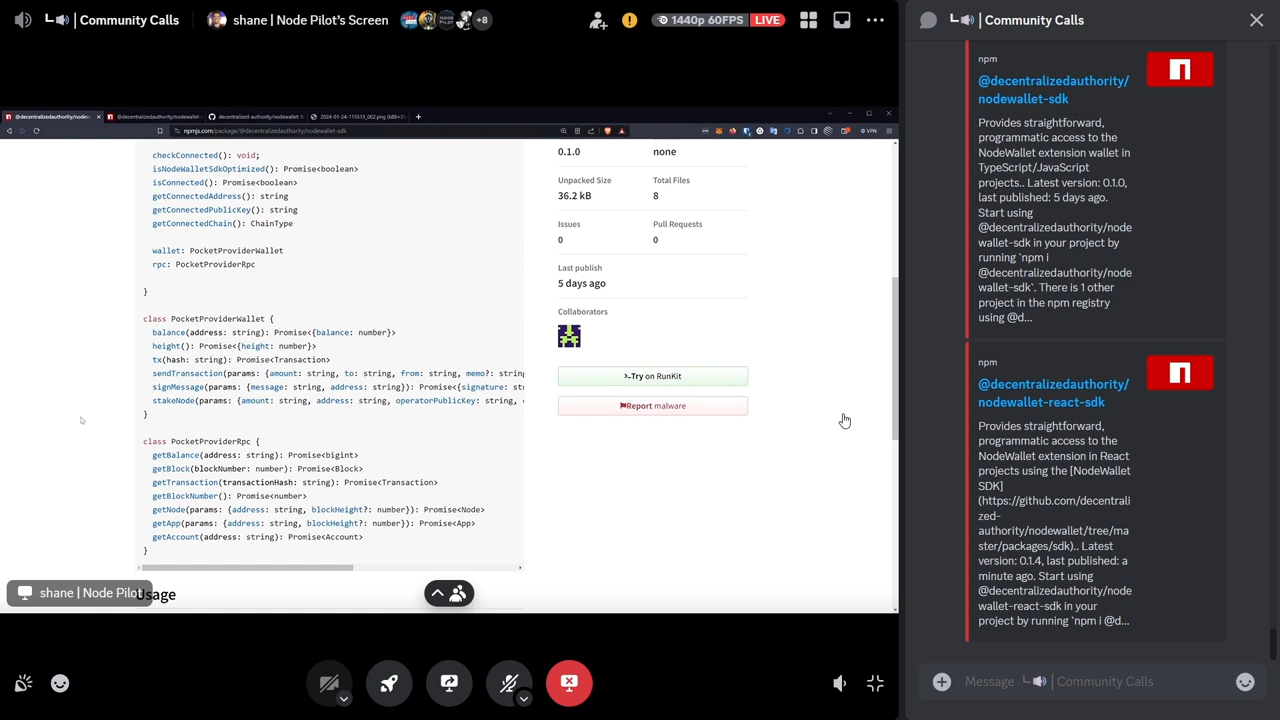 Community Calls
shane | Node Pilot's Screen
+8
1440p 60FPS
LIVE
Community Calls
npmjs.com/package/@decentralizedauthority/nodewallet-sdk
VPN
checkConnected(): void;
isNodeWalletSdkOptimized(): Promise<boolean>
isConnected(): Promise<boolean>
getConnectedAddress(): string
getConnectedPublicKey(): string
getConnectedChain(): ChainType
wallet: PocketProviderWallet
rpc: PocketProviderRpc
}
class PocketProviderWallet {
balance(address: string): Promise<{balance: number}>
height(): Promise<{height: number}>
tx(hash: string): Promise<Transaction>
sendTransaction(params: {amount: string, to: string, from: string, memo?: string
signMessage(params: {message: string, address: string}): Promise<{signature: st
stakeNode(params: {amount: string, address: string, operatorPublicKey: string,
}
class PocketProviderRpc {
getBalance(address: string): Promise<bigint>
getBlock(blockNumber: number): Promise<Block>
getTransaction(transactionHash: string): Promise<Transaction>
getBlockNumber(): Promise<number>
getNode(params: {address: string, blockHeight?: number}): Promise<Node>
getApp(params: {address: string, blockHeight?: number}): Promise<App>
getAccount(address: string): Promise<Account>
}
Usage
0.1.0
none
Unpacked Size
Total Files
36.2 kB
8
Issues
Pull Requests
0
0
Last publish
5 days ago
Collaborators
Try on RunKit
Report malware
shane | Node Pilot
npm
@decentralizedauthority/
nodewallet-sdk
Provides straightforward,
programmatic access to the
NodeWallet extension wallet in
TypeScript/JavaScript
projects.. Latest version: 0.1.0,
last published: 5 days ago.
Start using
@decentralizedauthority/node
wallet-sdk in your project by
running `npm i
@decentralizedauthority/node
wallet-sdk`. There is 1 other
project in the npm registry
using @d...
npm
@decentralizedauthority/
nodewallet-react-sdk
Provides straightforward,
programmatic access to the
NodeWallet extension in React
projects using the [NodeWallet
SDK]
(https://github.com/decentrali
zed-
authority/nodewallet/tree/ma
ster/packages/sdk).. Latest
version: 0.1.4, last published: a
minute ago. Start using
@decentralizedauthority/node
wallet-react-sdk in your
project by running `npm i @d...
Message
Community Calls